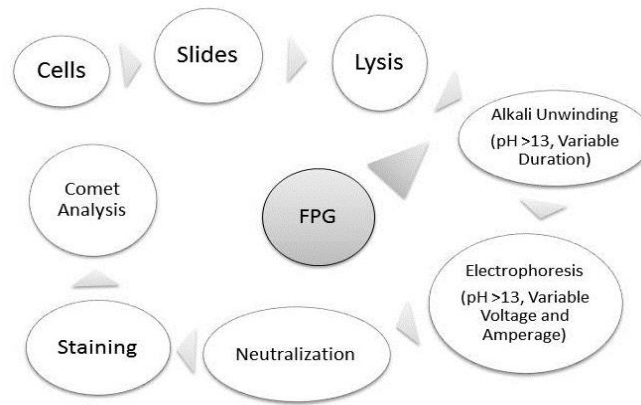 Cells
Slides
Lysis
Alkali Unwinding
(pH >13, Variable
Duration)
FPG
Electrophoresis
(pH >13, Variable
Voltage and
Amperage)
Neutralization
Staining
Comet
Analysis